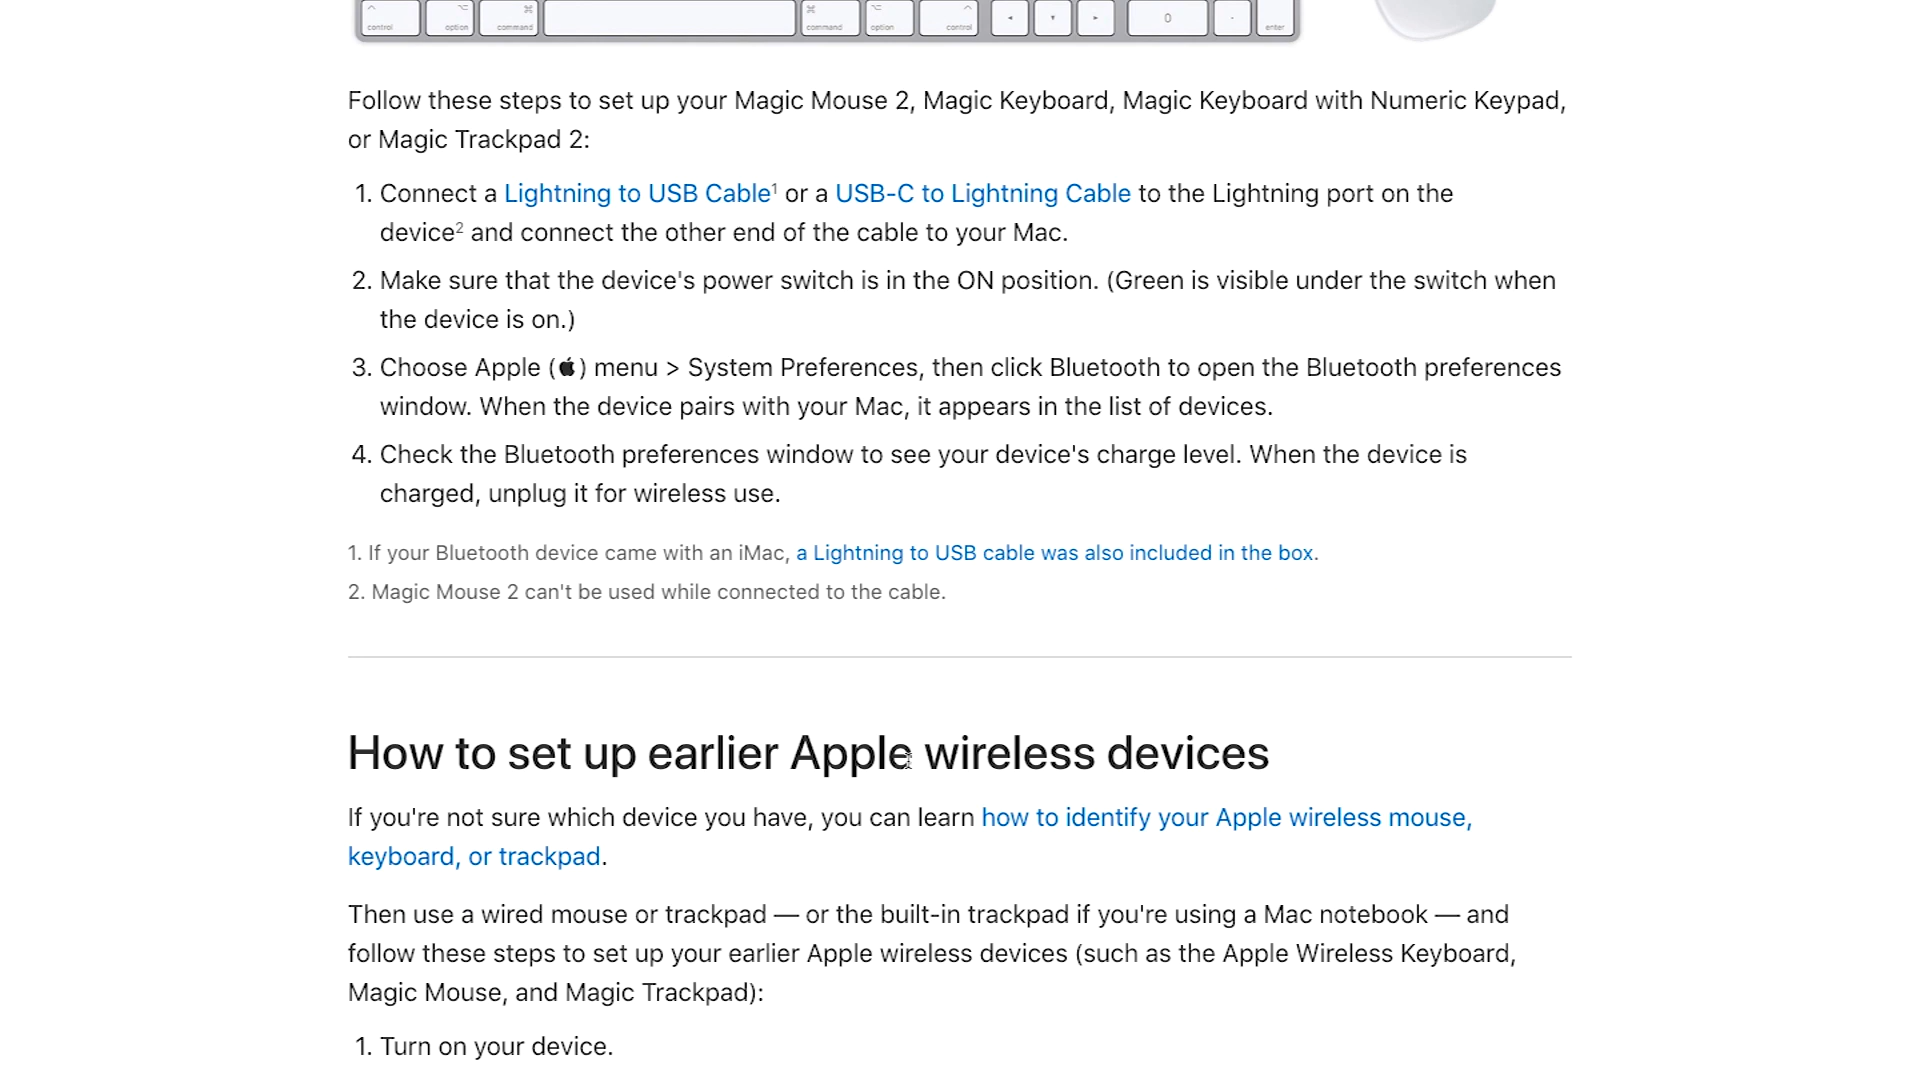 control option command command option control 0 . enter
Follow these steps to set up your Magic Mouse 2, Magic Keyboard, Magic Keyboard with Numeric Keypad,
or Magic Trackpad 2:
1. Connect a Lightning to USB Cable¹ or a USB-C to Lightning Cable to the Lightning port on the
device² and connect the other end of the cable to your Mac.
2. Make sure that the device's power switch is in the ON position. (Green is visible under the switch when
the device is on.)
3. Choose Apple () menu > System Preferences, then click Bluetooth to open the Bluetooth preferences
window. When the device pairs with your Mac, it appears in the list of devices.
4. Check the Bluetooth preferences window to see your device's charge level. When the device is
charged, unplug it for wireless use.
1. If your Bluetooth device came with an iMac, a Lightning to USB cable was also included in the box.
2. Magic Mouse 2 can't be used while connected to the cable.
How to set up earlier Apple wireless devices
If you're not sure which device you have, you can learn how to identify your Apple wireless mouse,
keyboard, or trackpad.
Then use a wired mouse or trackpad — or the built-in trackpad if you're using a Mac notebook — and
follow these steps to set up your earlier Apple wireless devices (such as the Apple Wireless Keyboard,
Magic Mouse, and Magic Trackpad):
1. Turn on your device.